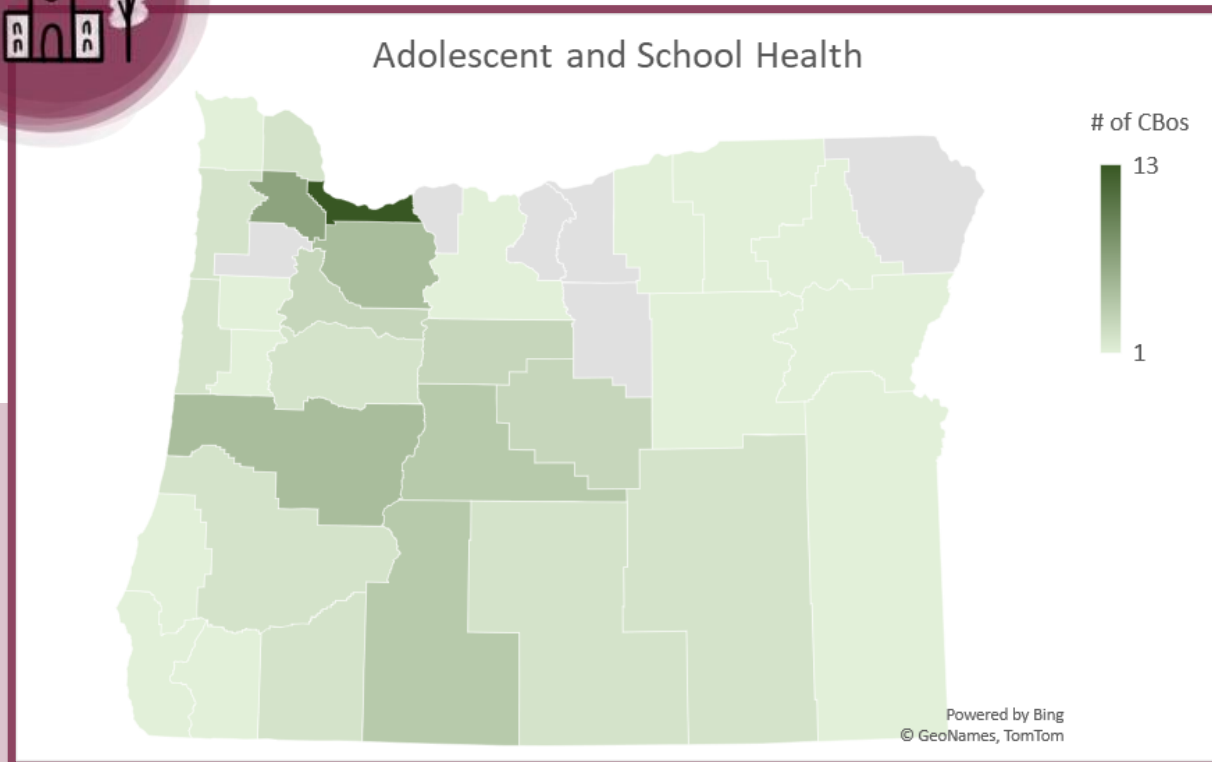 Adolescent and School Health
# of CBos
13
1
Powered by Bing
© GeoNames, TomTom